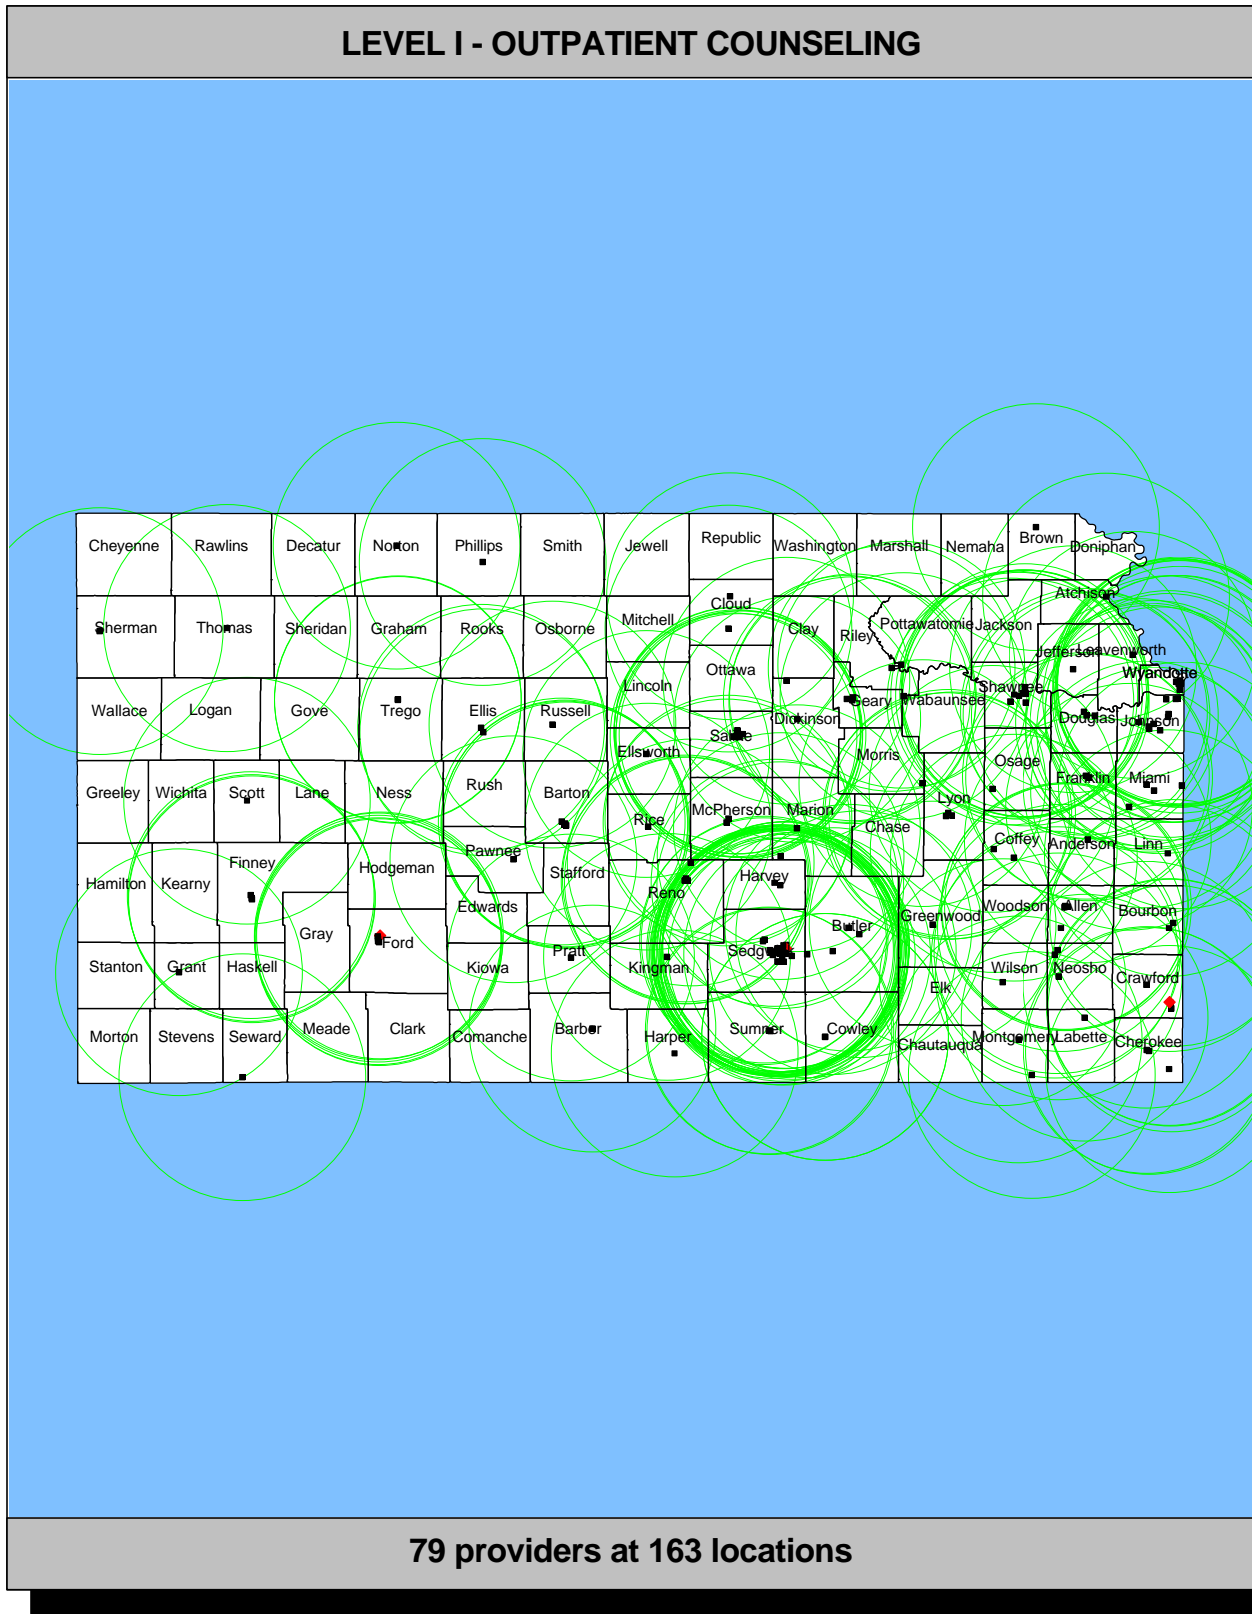 LEVEL I - OUTPATIENT COUNSELING
Cheyenne Rawlins Decatur Norton Phillips Smith Jewell Republic Washington Marshall Nemaha Brown Doniphan
Sherman Thomas Sheridan Graham Rooks Osborne Mitchell Cloud Clay Riley Pottawatomie Jackson Atchison
Jefferson Leavenworth
Wallace Logan Gove Trego Ellis Russell Lincoln Ottawa Geary Wabaunsee Shawnee Wyandotte
Dickinson Douglas Johnson
Ellsworth Saline Morris Osage Franklin Miami
Greeley Wichita Scott Lane Ness Rush Barton Rice McPherson Marion Chase Lyon
Coffey Anderson Linn
Hamilton Kearny Finney Hodgeman Pawnee Stafford Reno Harvey
Gray Ford Edwards Sedgwick Butler Greenwood Woodson Allen Bourbon
Stanton Grant Haskell Kiowa Pratt Kingman Elk Wilson Neosho Crawford
Morton Stevens Seward Meade Clark Comanche Barber Harper Sumner Cowley Chautauqua Montgomery Labette Cherokee
79 providers at 163 locations